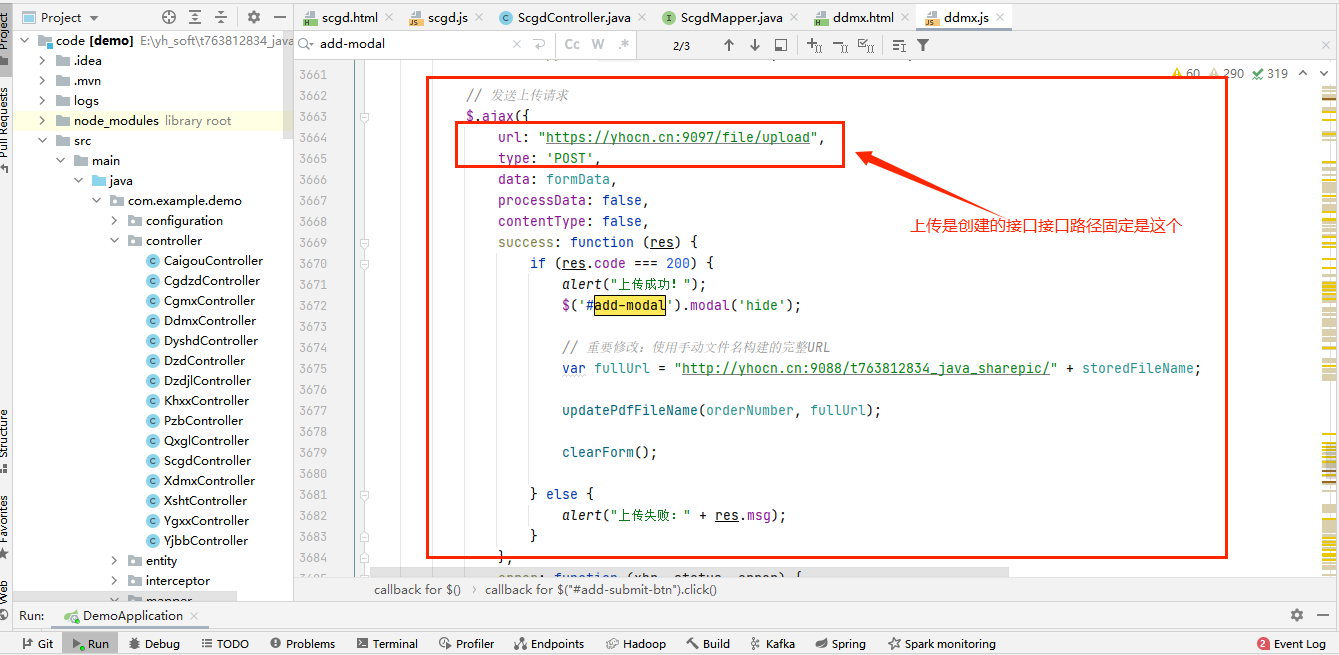 Project
scgd.html
scgd.js
ScgdController.java
ScgdMapper.java
ddmx.html
ddmx.js
code [demo] E:\yh_soft\t763812834_java
add-modal
Cc
W
.*
2/3
.idea
.mvn
logs
node_modules library root
src
main
java
com.example.demo
configuration
controller
CaigouController
CgdzdController
CgmxController
DdmxController
DyshdController
DzdController
DzdjlController
KhxxController
PzbController
QxglController
ScgdController
XdmxController
XshtController
YgxxController
YjbbController
entity
interceptor
mapper
Project
Pull Requests
Structure
Favorites
Web
60
290
319
3661
3662 // 发送上传请求
3663 $.ajax({
3664 url: "https://yhocn.cn:9097/file/upload",
3665 type: 'POST',
3666 data: formData,
3667 processData: false,
3668 contentType: false,
3669 success: function (res) {
3670 if (res.code === 200) {
3671 alert("上传成功！");
3672 $('#add-modal').modal('hide');
3673
3674 // 重要修改：使用手动文件名构建的完整URL
3675 var fullUrl = "http://yhocn.cn:9088/t763812834_java_sharepic/" + storedFileName;
3676
3677 updatePdfFileName(orderNumber, fullUrl);
3678
3679 clearForm();
3680
3681 } else {
3682 alert("上传失败：" + res.msg);
3683 }
3684 },
3685 error: function (xhr, status, error) {
上传是创建的接口接口路径固定是这个
callback for $()
callback for $("#add-submit-btn").click()
Run:
DemoApplication
Git
Run
Debug
TODO
Problems
Terminal
Profiler
Endpoints
Hadoop
Build
Kafka
Spring
Spark monitoring
2 Event Log